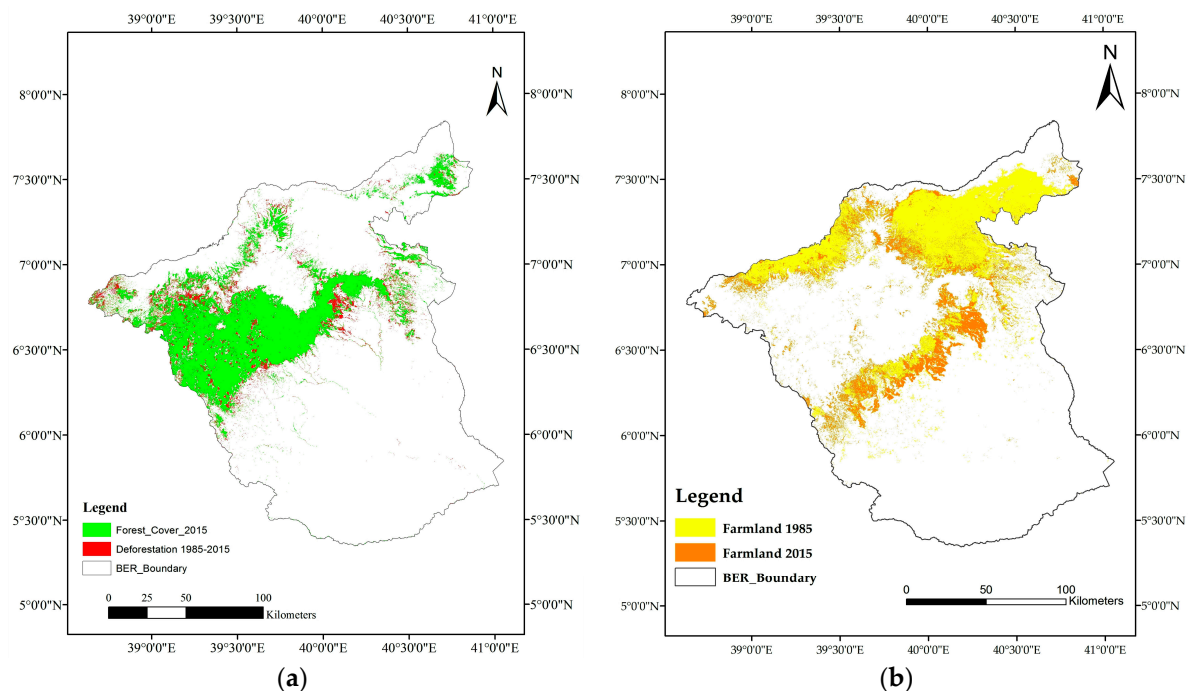 39°0'0"E 39°30'0"E 40°0'0"E 40°30'0"E 41°0'0"E
N
8°0'0"N 8°0'0"N
7°30'0"N 7°30'0"N
7°0'0"N 7°0'0"N
6°30'0"N 6°30'0"N
6°0'0"N 6°0'0"N
5°30'0"N 5°30'0"N
5°0'0"N 5°0'0"N
Legend
Forest_Cover_2015
Deforestation 1985-2015
BER_Boundary
0 25 50 100
Kilometers
39°0'0"E 39°30'0"E 40°0'0"E 40°30'0"E 41°0'0"E
(a)
39°0'0"E 39°30'0"E 40°0'0"E 40°30'0"E 41°0'0"E
N
8°0'0"N 8°0'0"N
7°30'0"N 7°30'0"N
7°0'0"N 7°0'0"N
6°30'0"N 6°30'0"N
6°0'0"N 6°0'0"N
5°30'0"N 5°30'0"N
5°0'0"N 5°0'0"N
Legend
Farmland 1985
Farmland 2015
BER_Boundary
0 50 100
Kilometers
39°0'0"E 39°30'0"E 40°0'0"E 40°30'0"E 41°0'0"E
(b)